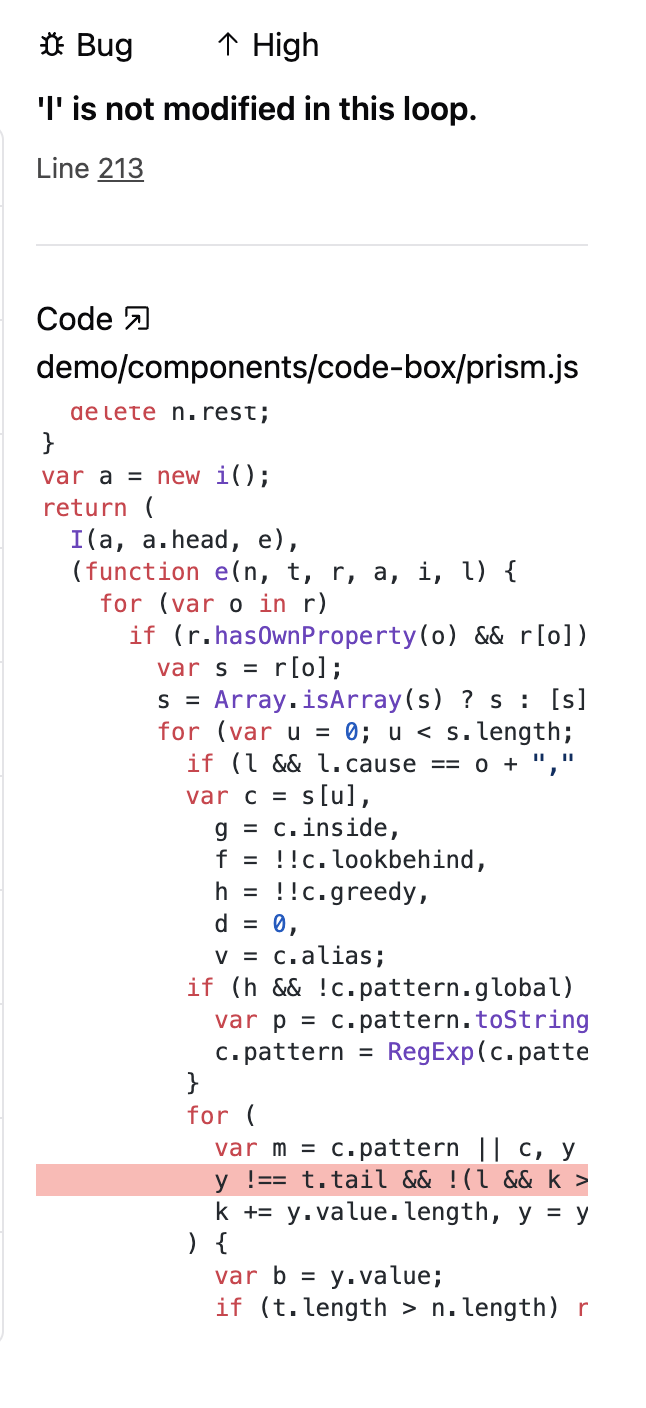 Bug ↑ High
'l' is not modified in this loop.
Line 213
Code
demo/components/code-box/prism.js
delete n.rest;
}
var a = new i();
return (
I(a, a.head, e),
(function e(n, t, r, a, i, l) {
for (var o in r)
if (r.hasOwnProperty(o) && r[o])
var s = r[o];
s = Array.isArray(s) ? s : [s]
for (var u = 0; u < s.length;
if (l && l.cause == o + ","
var c = s[u],
g = c.inside,
f = !!c.lookbehind,
h = !!c.greedy,
d = 0,
v = c.alias;
if (h && !c.pattern.global)
var p = c.pattern.toString
c.pattern = RegExp(c.patte
}
for (
var m = c.pattern || c, y
y !== t.tail && !(l && k >
k += y.value.length, y = y
) {
var b = y.value;
if (t.length > n.length) r